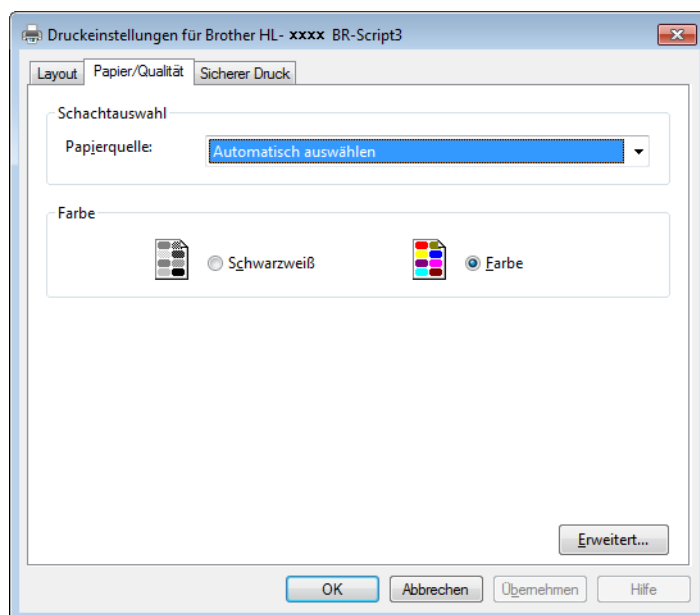 Druckeinstellungen für Brother HL- xxxx BR-Script3
Layout Papier/Qualität Sicherer Druck
Schachtauswahl
Papierquelle: Automatisch auswählen
Farbe
Schwarzweiß Farbe
Erweitert...
OK Abbrechen Übernehmen Hilfe